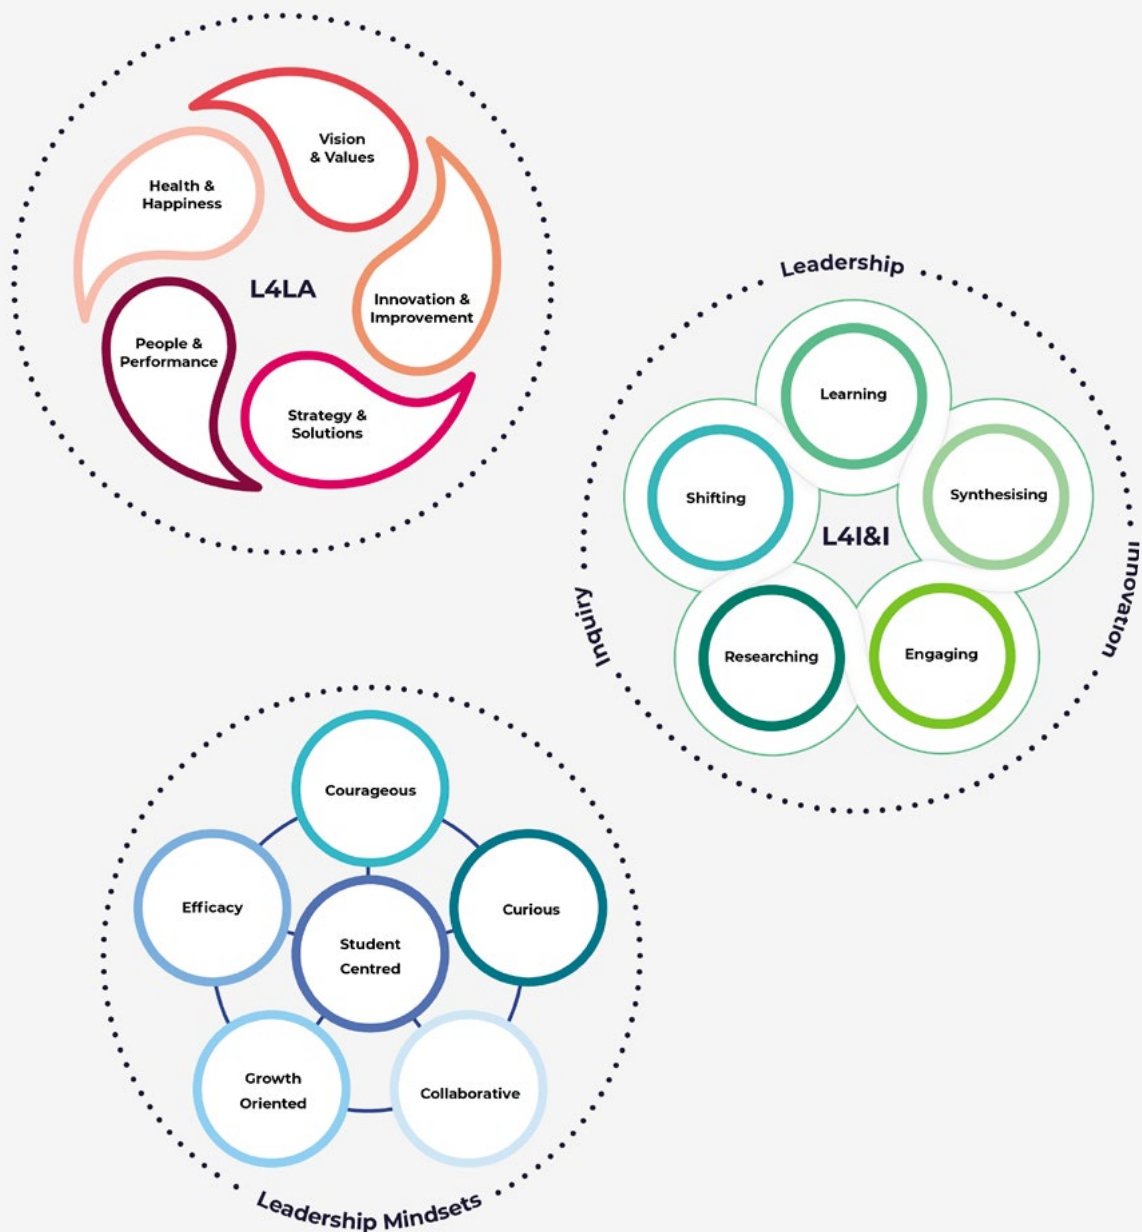 Vision
& Values
Health &
Happiness
L4LA
Innovation &
Improvement
People &
Performance
Strategy &
Solutions
Leadership
Learning
Shifting
Synthesising
L4I&I
Innovation
Inquiry
Researching
Engaging
Courageous
Efficacy
Curious
Student
Centred
Growth
Oriented
Collaborative
Leadership Mindsets